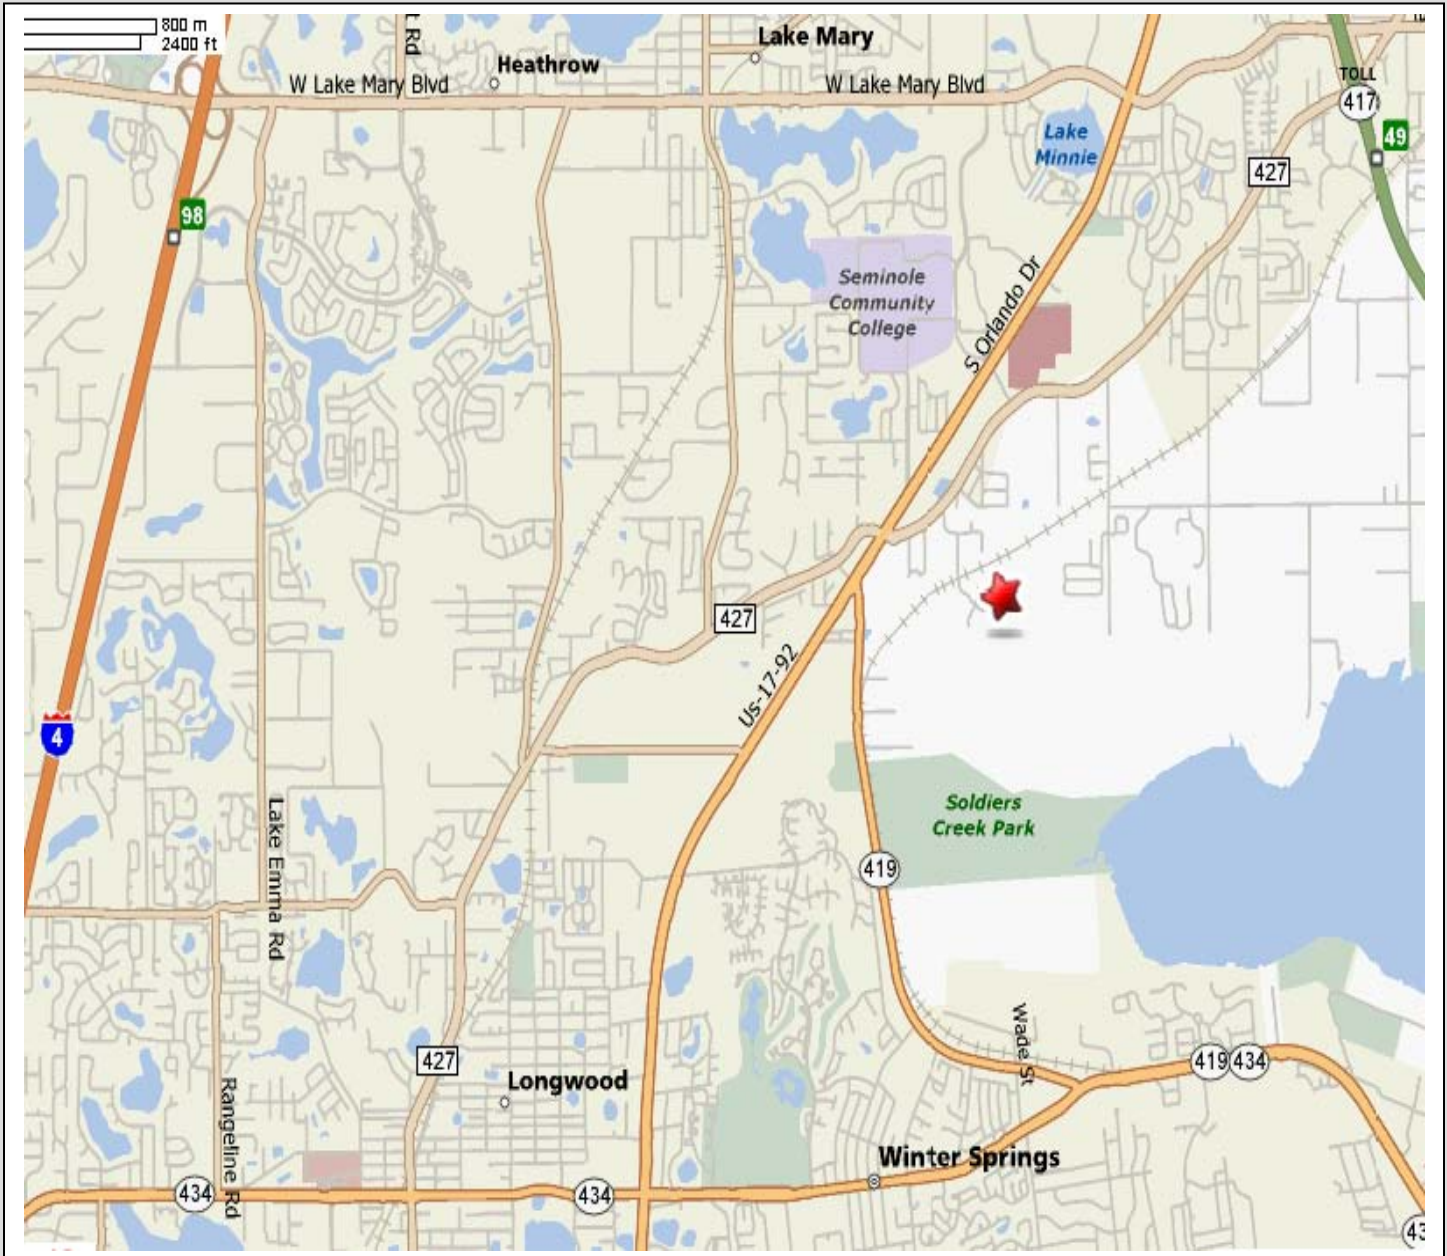 800 m
2400 ft
t Rd
Lake Mary
Heathrow
W Lake Mary Blvd
W Lake Mary Blvd
TOLL
417
49
Lake
Minnie
427
98
Seminole
Community
College
S Orlando Dr
427
Us-17-92
4
Soldiers
Creek Park
Lake Emma Rd
419
Wade St
427
419
434
Longwood
Rangeline Rd
Winter Springs
434
434
43